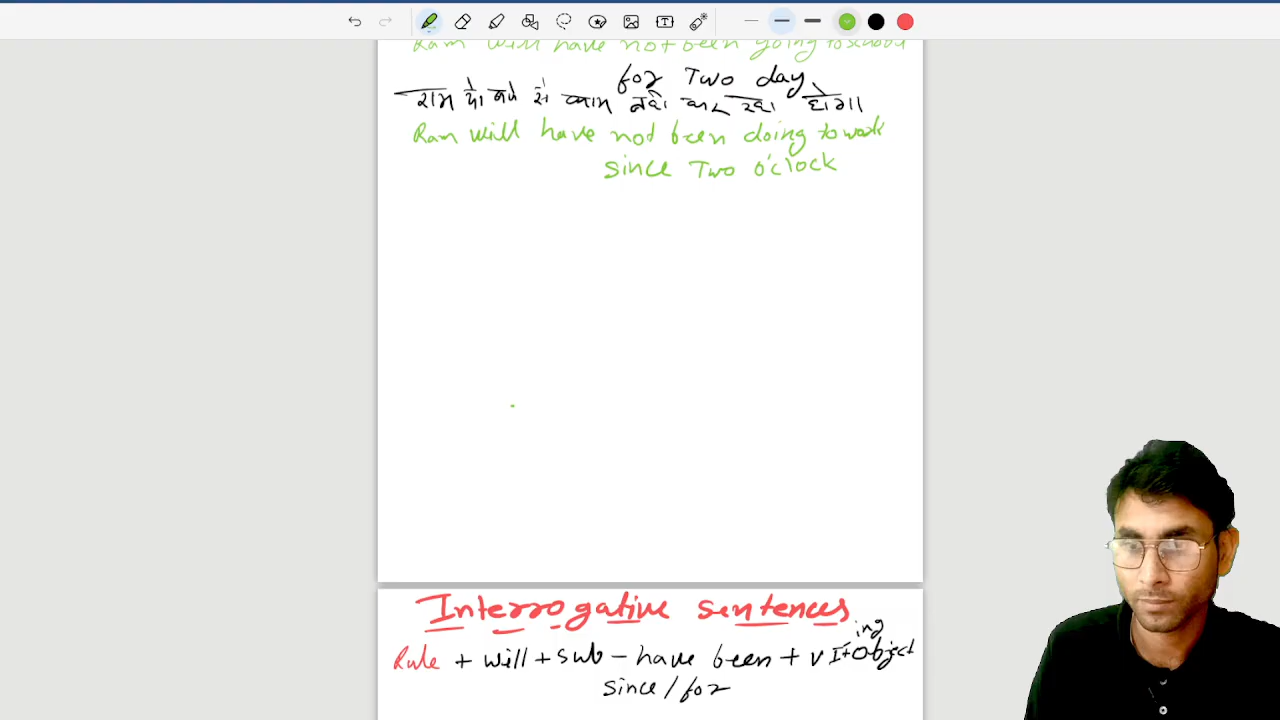 Ram will have not been going to school
for Two day
राम दो बजे से काम नही कर रहा होगा
Ram will have not been doing to work
since Two o'clock
Interrogative sentences
ing
Rule + will + sub - have been + v I + object
since / for